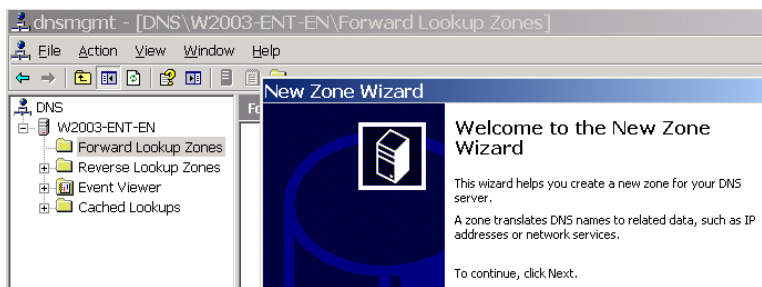 dnsmgmt - [DNS\W2003-ENT-EN\Forward Lookup Zones]
File Action View Window Help
New Zone Wizard
DNS
W2003-ENT-EN
Forward Lookup Zones
Reverse Lookup Zones
Event Viewer
Cached Lookups
Welcome to the New Zone
Wizard
This wizard helps you create a new zone for your DNS
server.
A zone translates DNS names to related data, such as IP
addresses or network services.
To continue, click Next.